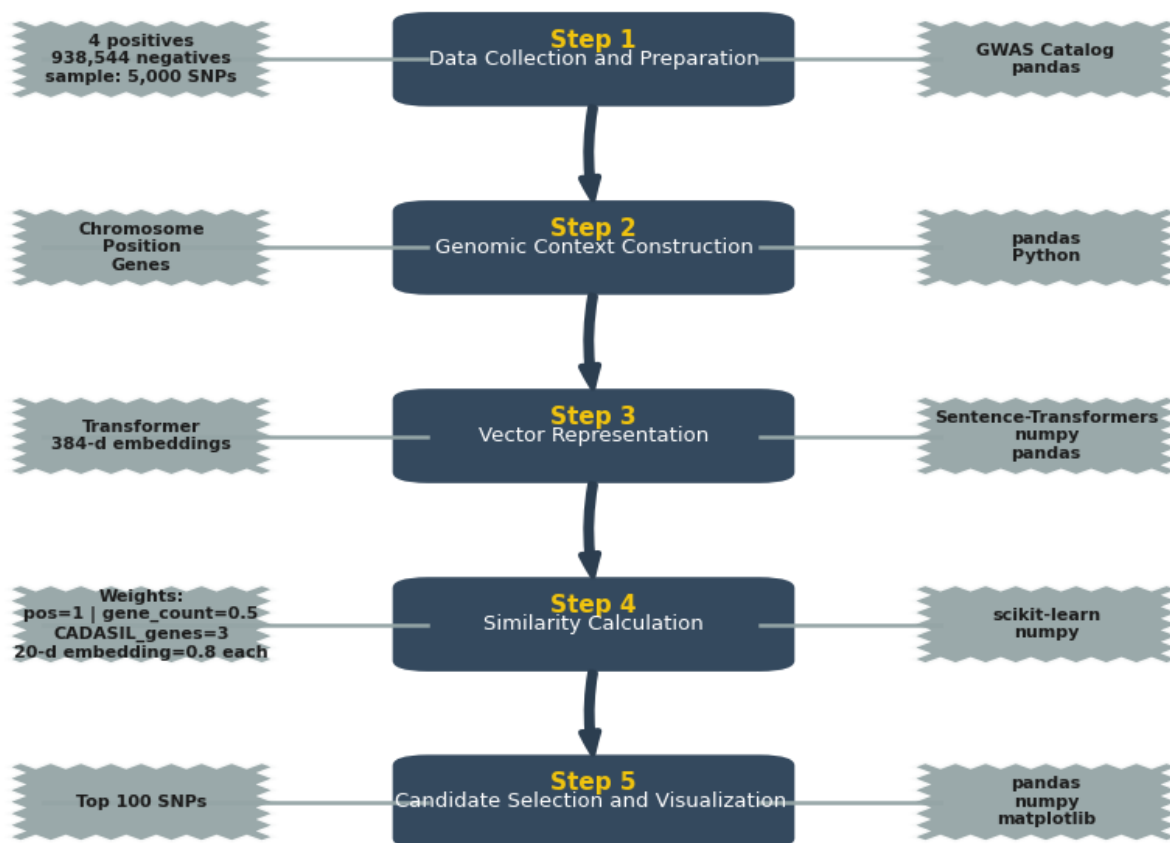 4 positives
938,544 negatives
sample: 5,000 SNPs
Step 1
Data Collection and Preparation
GWAS Catalog
pandas
Chromosome
Position
Genes
Step 2
Genomic Context Construction
pandas
Python
Transformer
384-d embeddings
Step 3
Vector Representation
Sentence-Transformers
numpy
pandas
Weights:
pos=1 | gene_count=0.5
CADASIL_genes=3
20-d embedding=0.8 each
Step 4
Similarity Calculation
scikit-learn
numpy
Top 100 SNPs
Step 5
Candidate Selection and Visualization
pandas
numpy
matplotlib